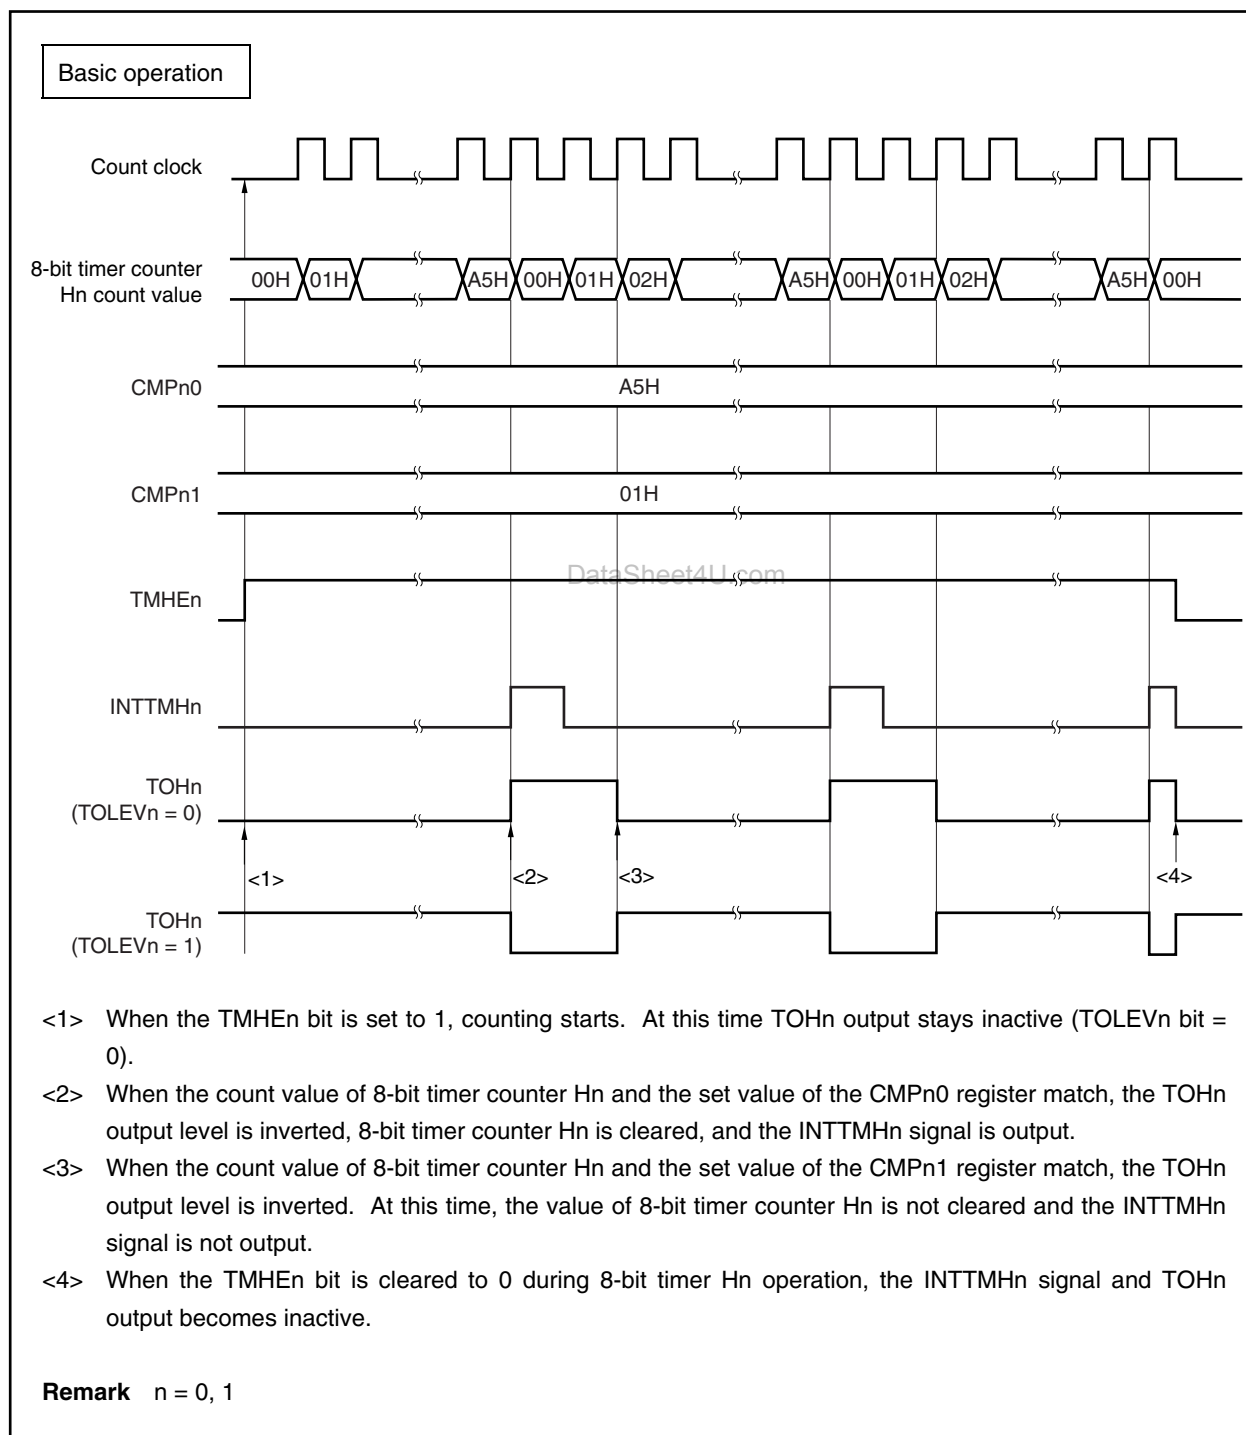 Basic operation
Count clock
8-bit timer counter
Hn count value
00H 01H A5H 00H 01H 02H A5H 00H 01H 02H A5H 00H
CMPn0
A5H
CMPn1
01H
DataSheet4U.com
TMHEn
INTTMHn
TOHn
(TOLEVn = 0)
<1> <2> <3> <4>
TOHn
(TOLEVn = 1)
<1> When the TMHEn bit is set to 1, counting starts. At this time TOHn output stays inactive (TOLEVn bit =
0).
<2> When the count value of 8-bit timer counter Hn and the set value of the CMPn0 register match, the TOHn
output level is inverted, 8-bit timer counter Hn is cleared, and the INTTMHn signal is output.
<3> When the count value of 8-bit timer counter Hn and the set value of the CMPn1 register match, the TOHn
output level is inverted. At this time, the value of 8-bit timer counter Hn is not cleared and the INTTMHn
signal is not output.
<4> When the TMHEn bit is cleared to 0 during 8-bit timer Hn operation, the INTTMHn signal and TOHn
output becomes inactive.
Remark n = 0, 1